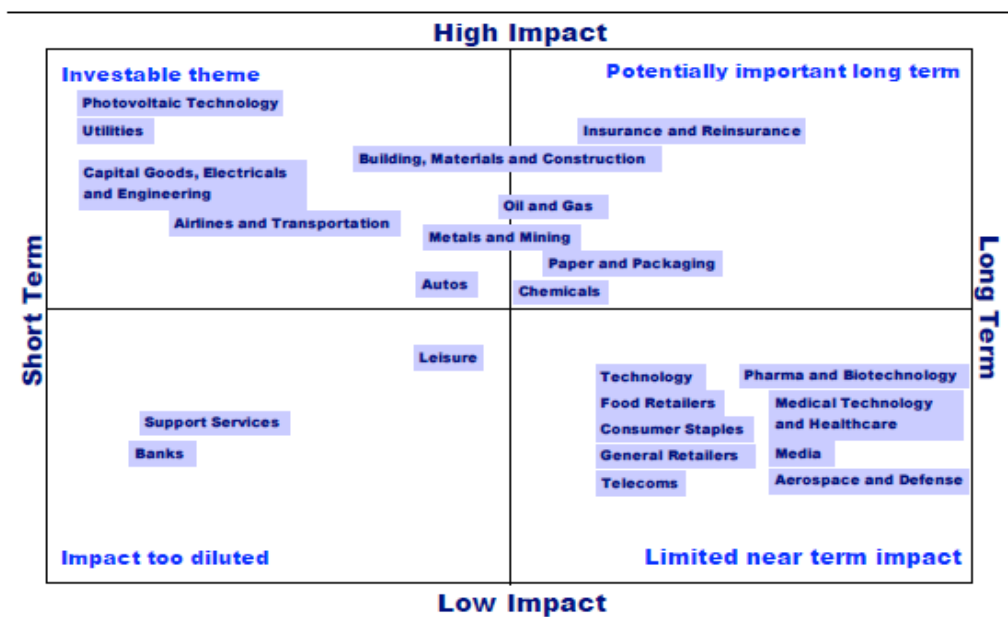 High Impact
Investable theme
Potentially important long term
Photovoltaic Technology
Utilities
Insurance and Reinsurance
Building, Materials and Construction
Capital Goods, Electricals
and Engineering
Oil and Gas
Airlines and Transportation
Metals and Mining
Paper and Packaging
Autos
Chemicals
Short Term
Long Term
Leisure
Technology
Pharma and Biotechnology
Food Retailers
Medical Technology
and Healthcare
Support Services
Consumer Staples
Banks
General Retailers
Media
Telecoms
Aerospace and Defense
Impact too diluted
Limited near term impact
Low Impact